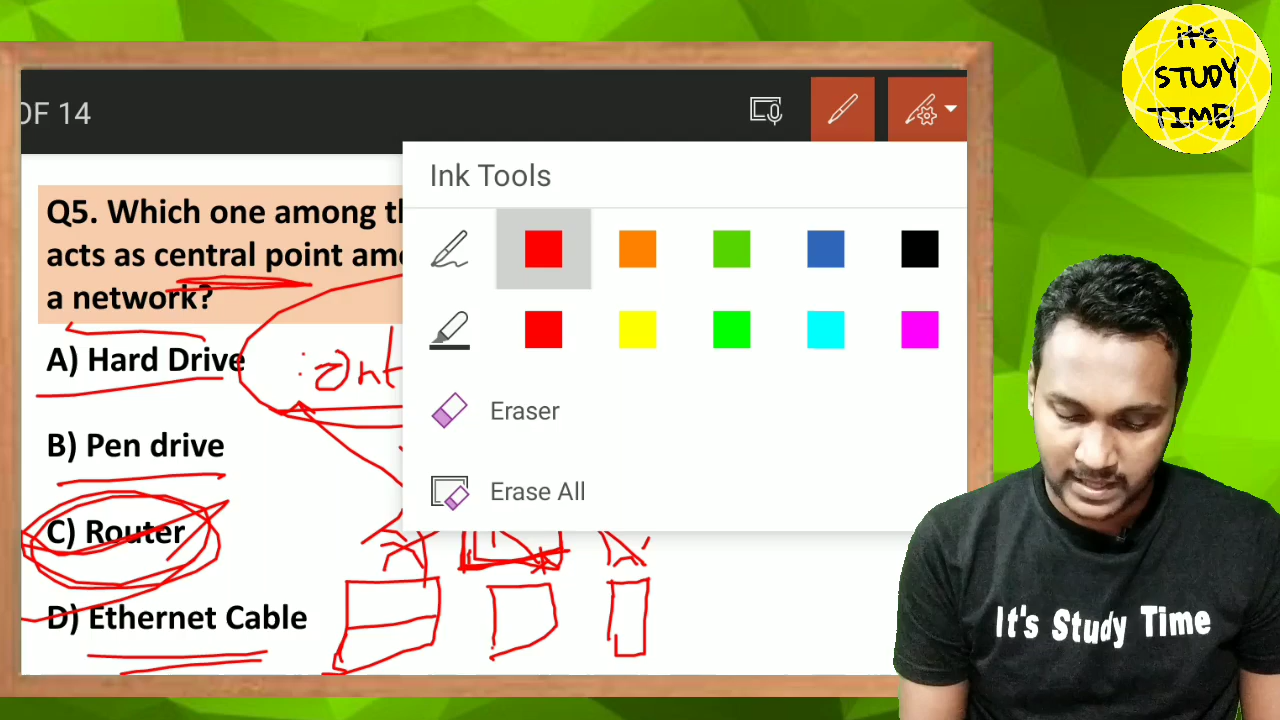 OF 14
it's
STUDY
TIME!
Ink Tools
Q5. Which one among th
acts as central point amo
a network?
A) Hard Drive
B) Pen drive
C) Router
D) Ethernet Cable
Eraser
Erase All
It's Study Time